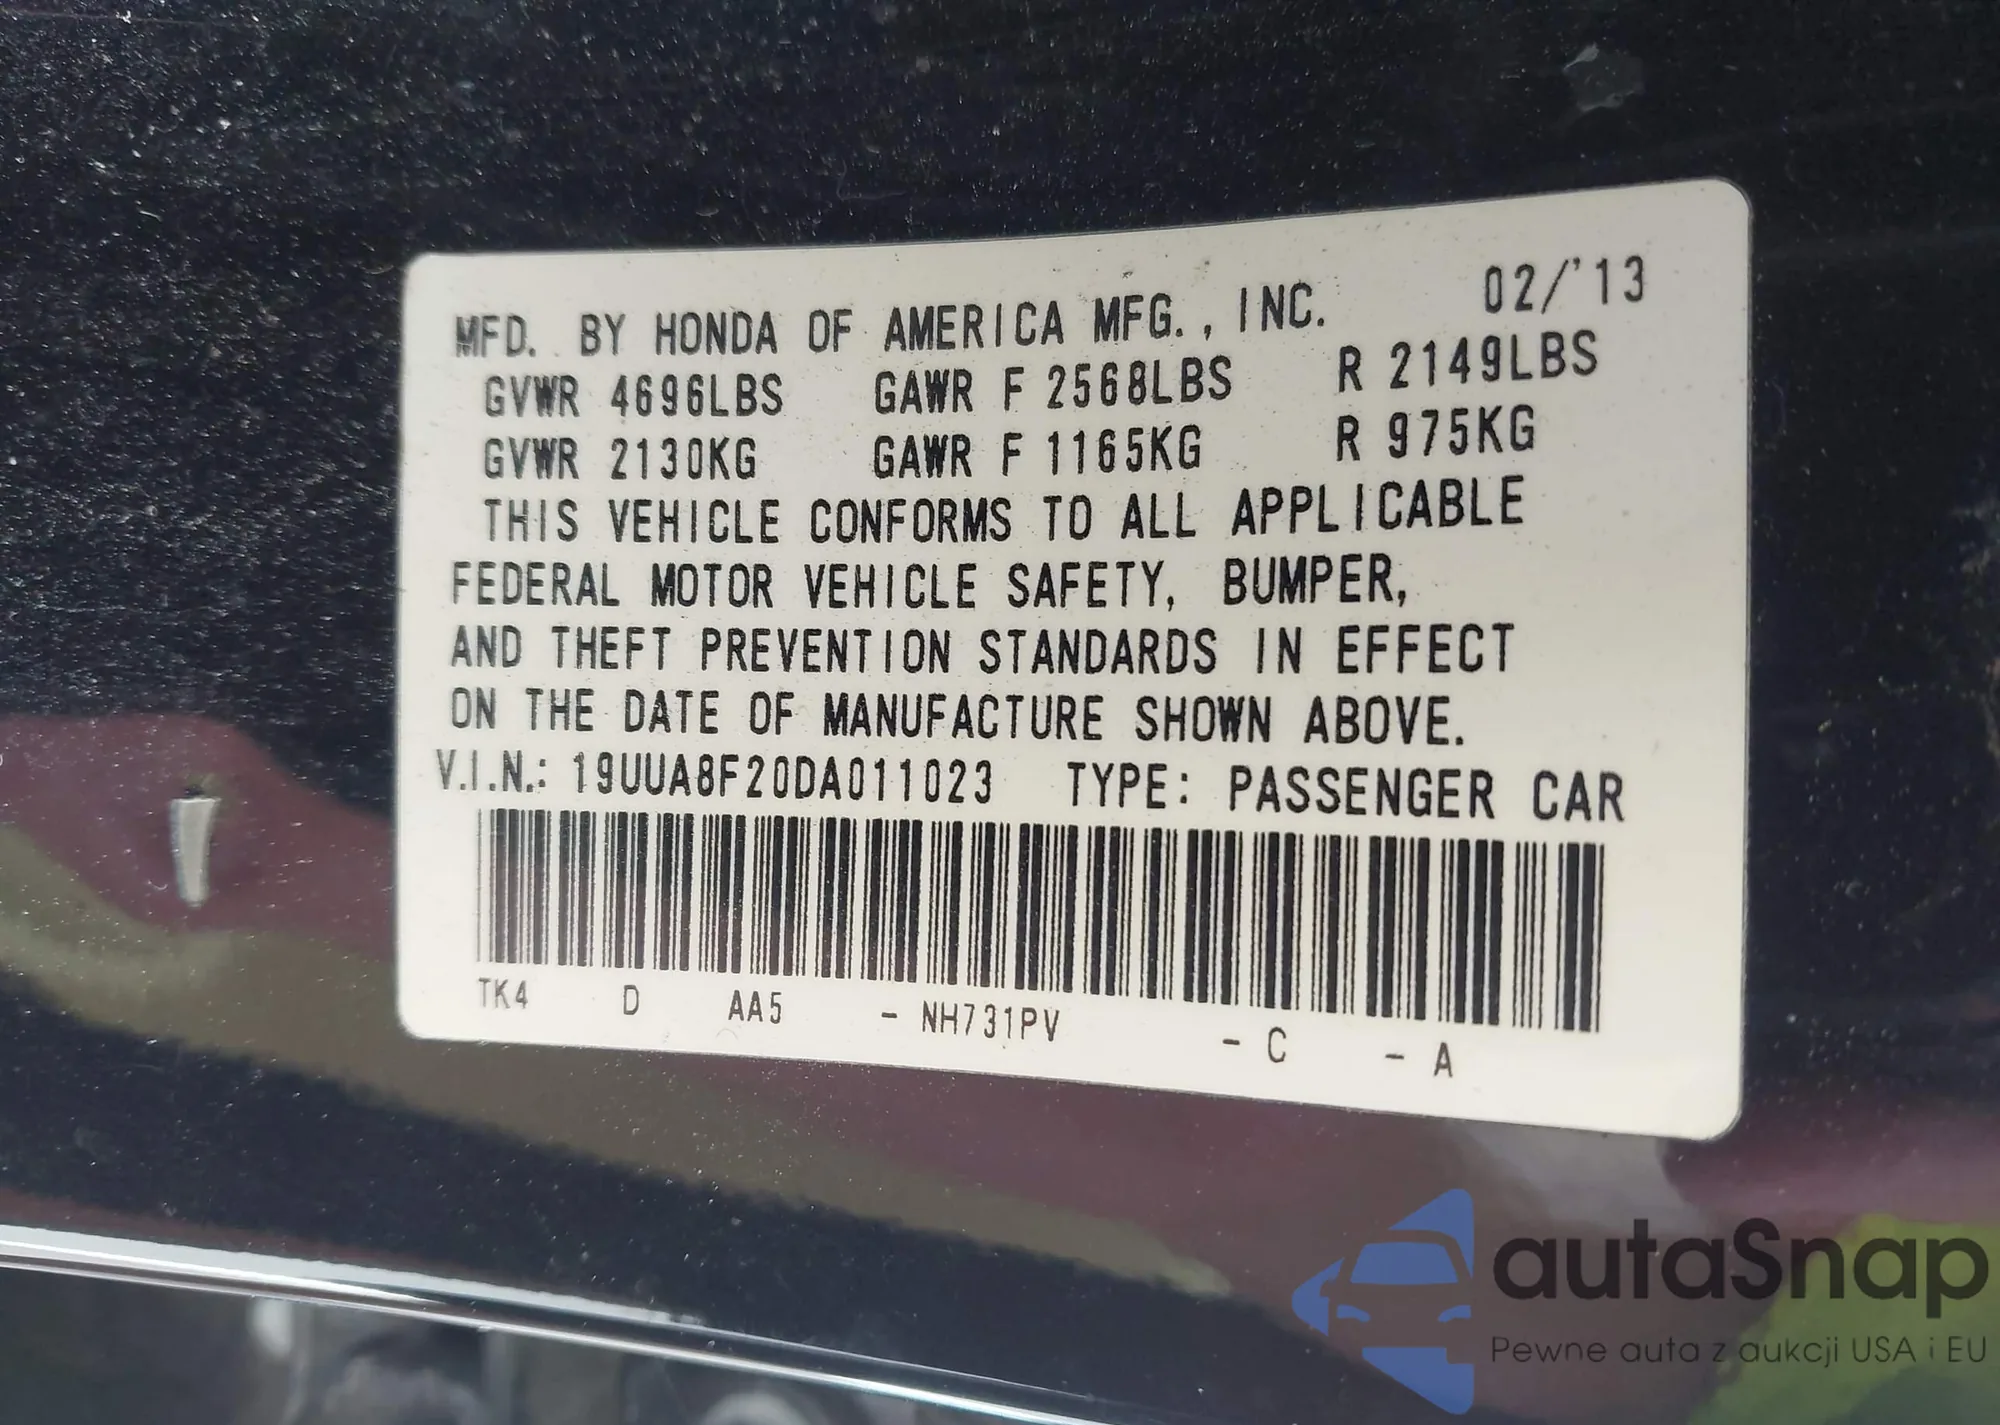 MFD. BY HONDA OF AMERICA MFG., INC. 02/'13
GVWR 4696LBS GAWR F 2568LBS R 2149LBS
GVWR 2130KG GAWR F 1165KG R 975KG
THIS VEHICLE CONFORMS TO ALL APPLICABLE
FEDERAL MOTOR VEHICLE SAFETY, BUMPER,
AND THEFT PREVENTION STANDARDS IN EFFECT
ON THE DATE OF MANUFACTURE SHOWN ABOVE.
V.I.N.: 19UUA8F20DA011023 TYPE: PASSENGER CAR
TK4 D AA5 - NH731PV - C - A
autaSnap
Pewne auta z aukcji USA i EU